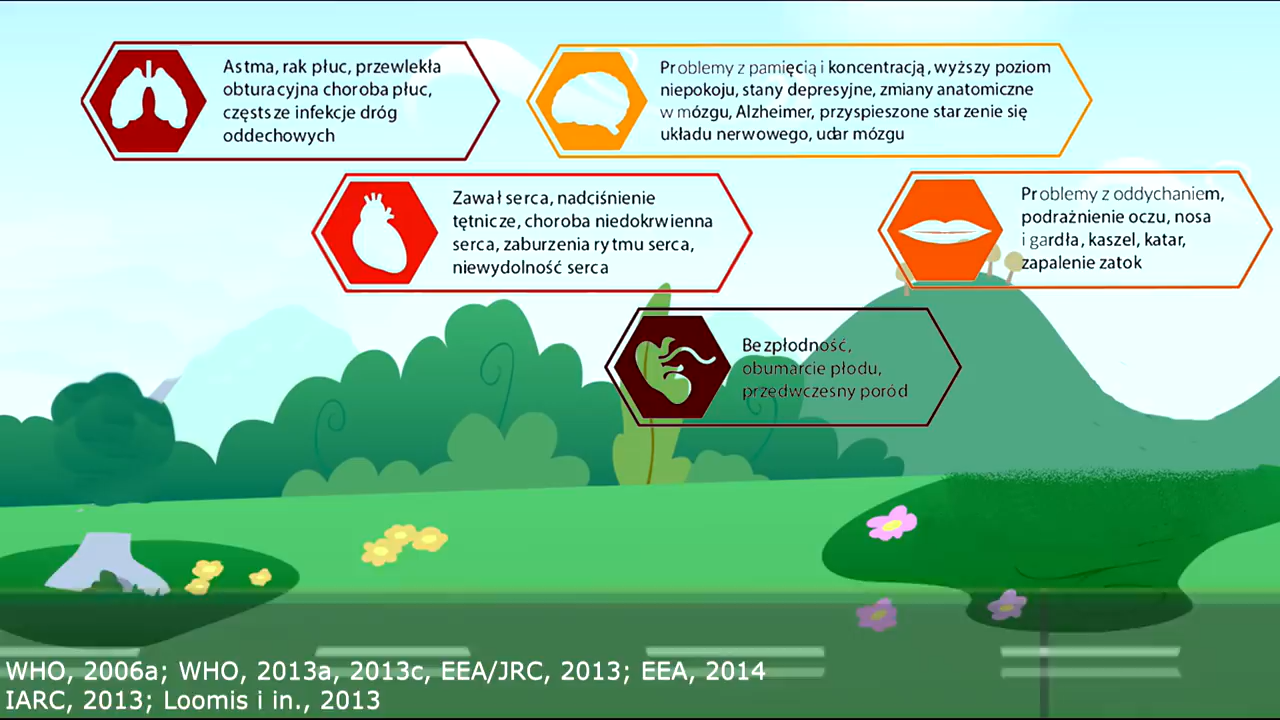 Astma, rak płuc, przewlekła
obturacyjna choroba płuc,
częstsze infekcje dróg
oddechowych
Problemy z pamięcią i koncentracją, wyższy poziom
niepokoju, stany depresyjne, zmiany anatomiczne
w mózgu, Alzheimer, przyspieszone starzenie się
układu nerwowego, udar mózgu
Zawał serca, nadciśnienie
tętnicze, choroba niedokrwienna
serca, zaburzenia rytmu serca,
niewydolność serca
Problemy z oddychaniem,
podrażnienie oczu, nosa
i gardła, kaszel, katar,
zapalenie zatok
Bezpłodność,
obumarcie płodu,
przedwczesny poród
WHO, 2006a; WHO, 2013a, 2013c, EEA/JRC, 2013; EEA, 2014
IARC, 2013; Loomis i in., 2013